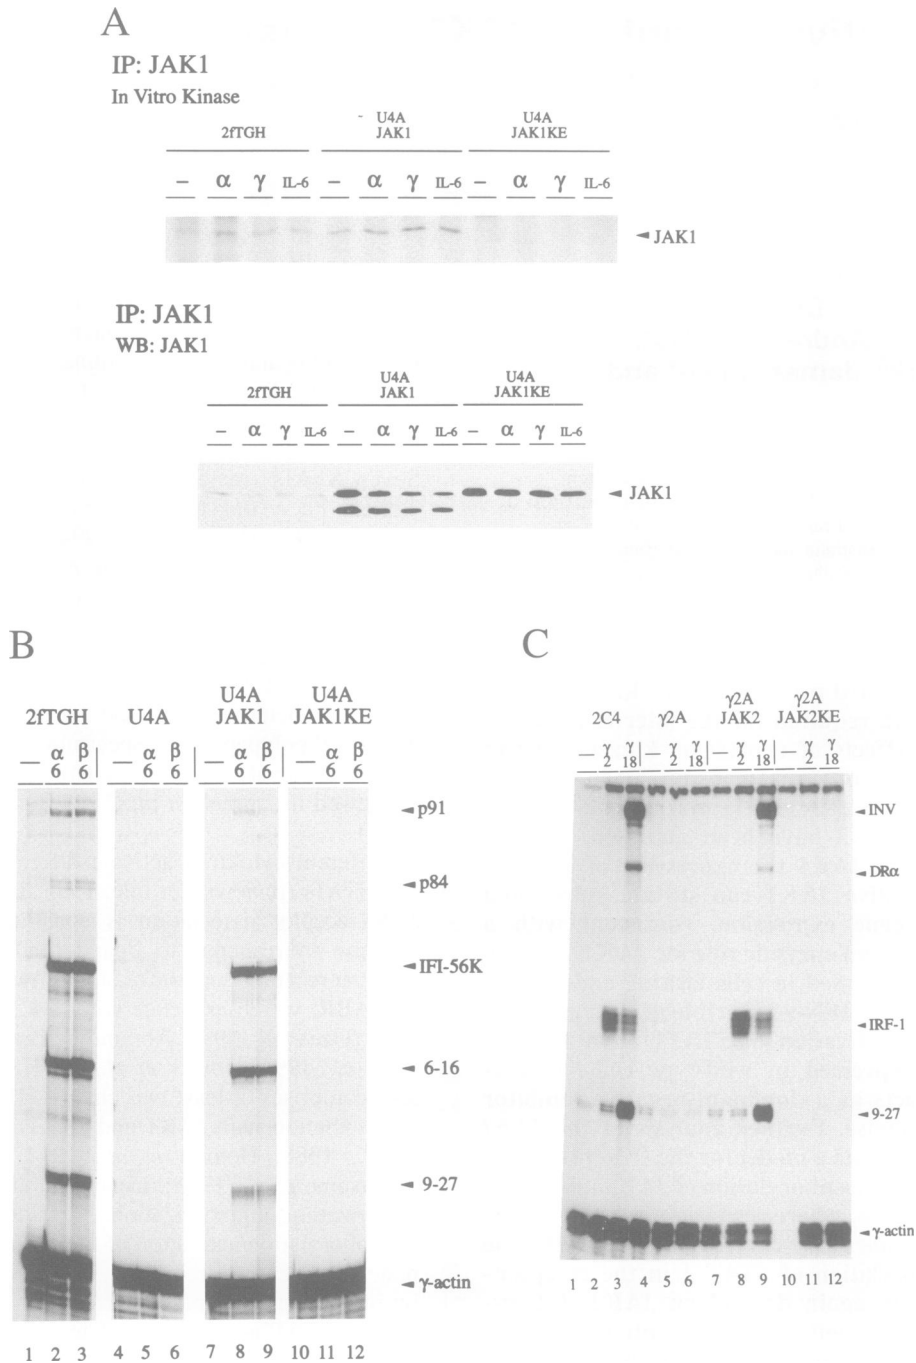 A
IP: JAK1
In Vitro Kinase
2fTGH
U4A
JAK1
U4A
JAK1KE
– α γ IL-6 – α γ IL-6 – α γ IL-6
JAK1
IP: JAK1
WB: JAK1
2fTGH
U4A
JAK1
U4A
JAK1KE
– α γ IL-6 – α γ IL-6 – α γ IL-6
JAK1
B
2fTGH
U4A
U4A
JAK1
U4A
JAK1KE
— α β — α β — α β — α β
6 6 6 6 6 6 6 6
p91
p84
IFI-56K
6-16
9-27
γ-actin
1 2 3 4 5 6 7 8 9 10 11 12
C
2C4
γ2A
γ2A
JAK2
γ2A
JAK2KE
— γ γ — γ γ — γ γ — γ γ
2 18 2 18 2 18 2 18
INV
DRα
IRF-1
9-27
γ-actin
1 2 3 4 5 6 7 8 9 10 11 12